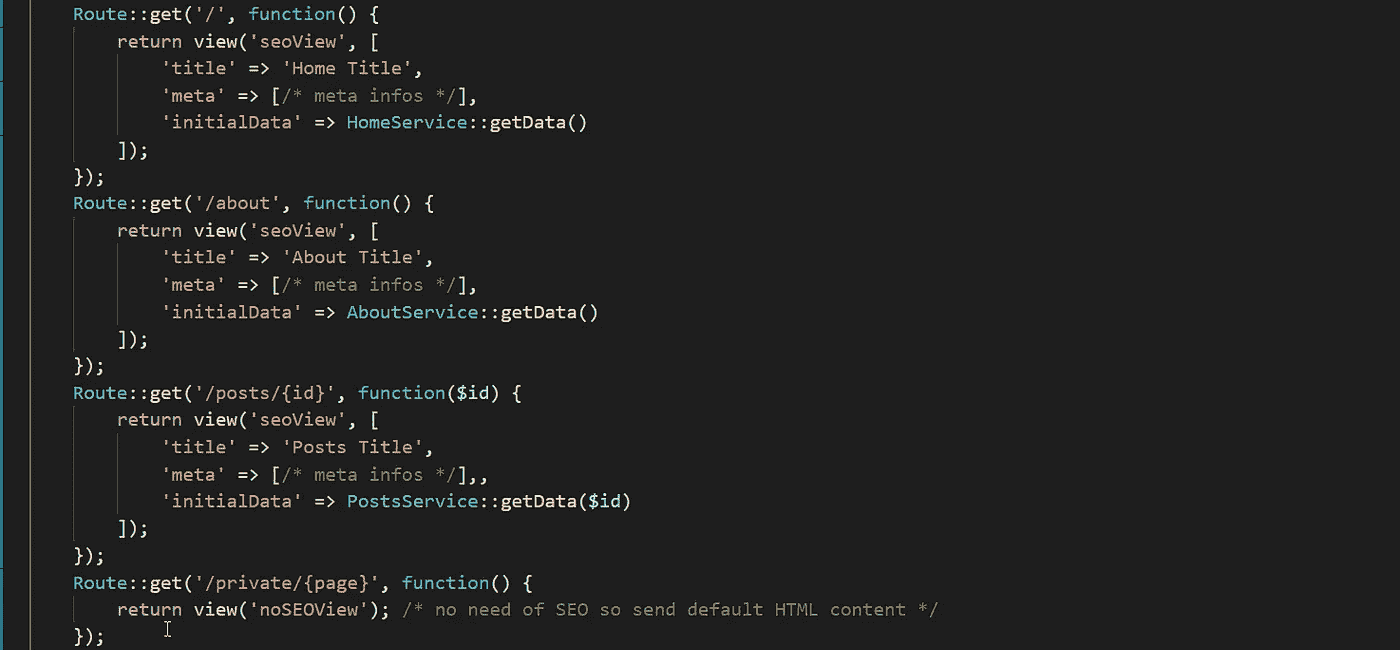 Route::get('/', function() {
    return view('seoView', [
        'title' => 'Home Title',
        'meta' => [/* meta infos */],
        'initialData' => HomeService::getData()
    ]);
});
Route::get('/about', function() {
    return view('seoView', [
        'title' => 'About Title',
        'meta' => [/* meta infos */],
        'initialData' => AboutService::getData()
    ]);
});
Route::get('/posts/{id}', function($id) {
    return view('seoView', [
        'title' => 'Posts Title',
        'meta' => [/* meta infos */],,
        'initialData' => PostsService::getData($id)
    ]);
});
Route::get('/private/{page}', function() {
    return view('noSEOView'); /* no need of SEO so send default HTML content */
});